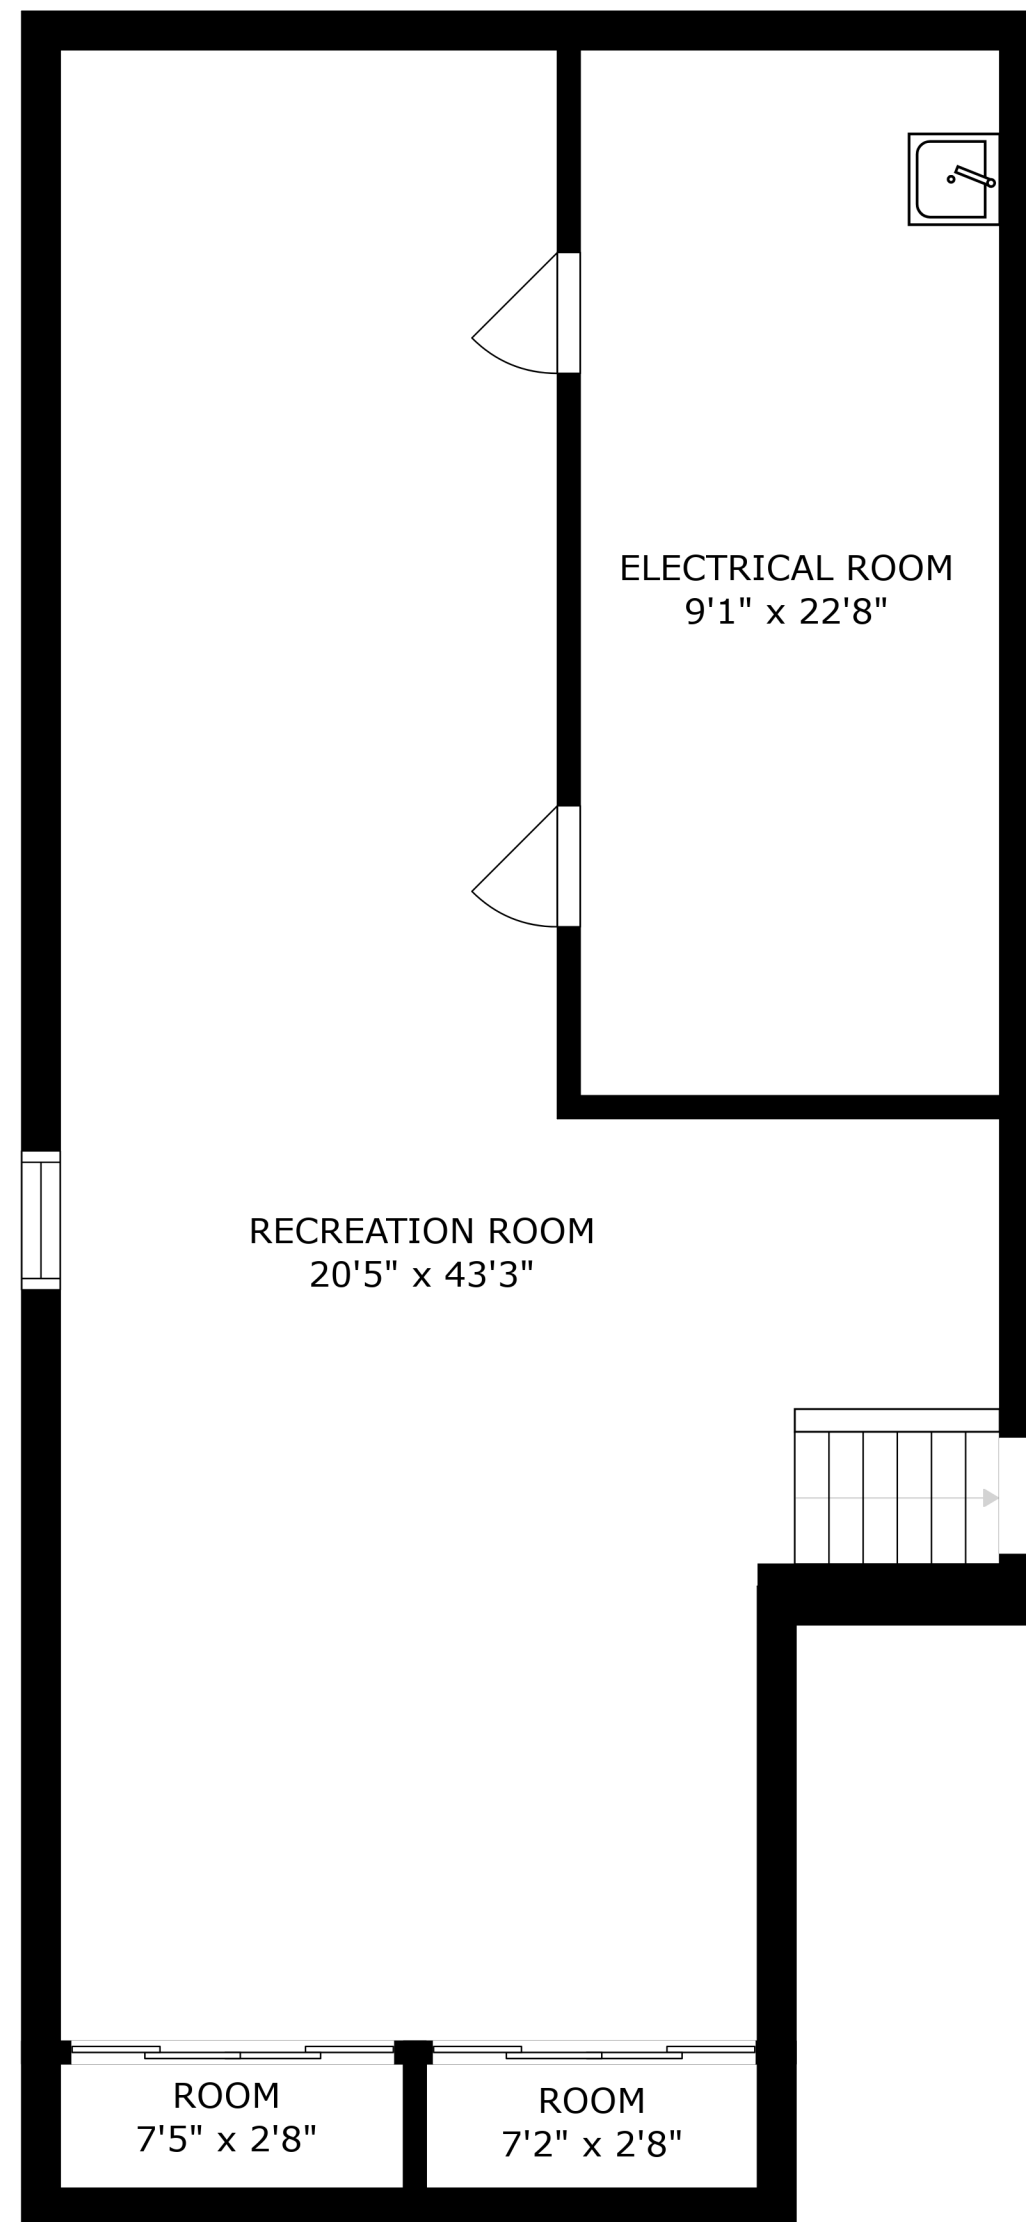 ELECTRICAL ROOM
9'1" x 22'8"
RECREATION ROOM
20'5" x 43'3"
ROOM
7'5" x 2'8"
ROOM
7'2" x 2'8"